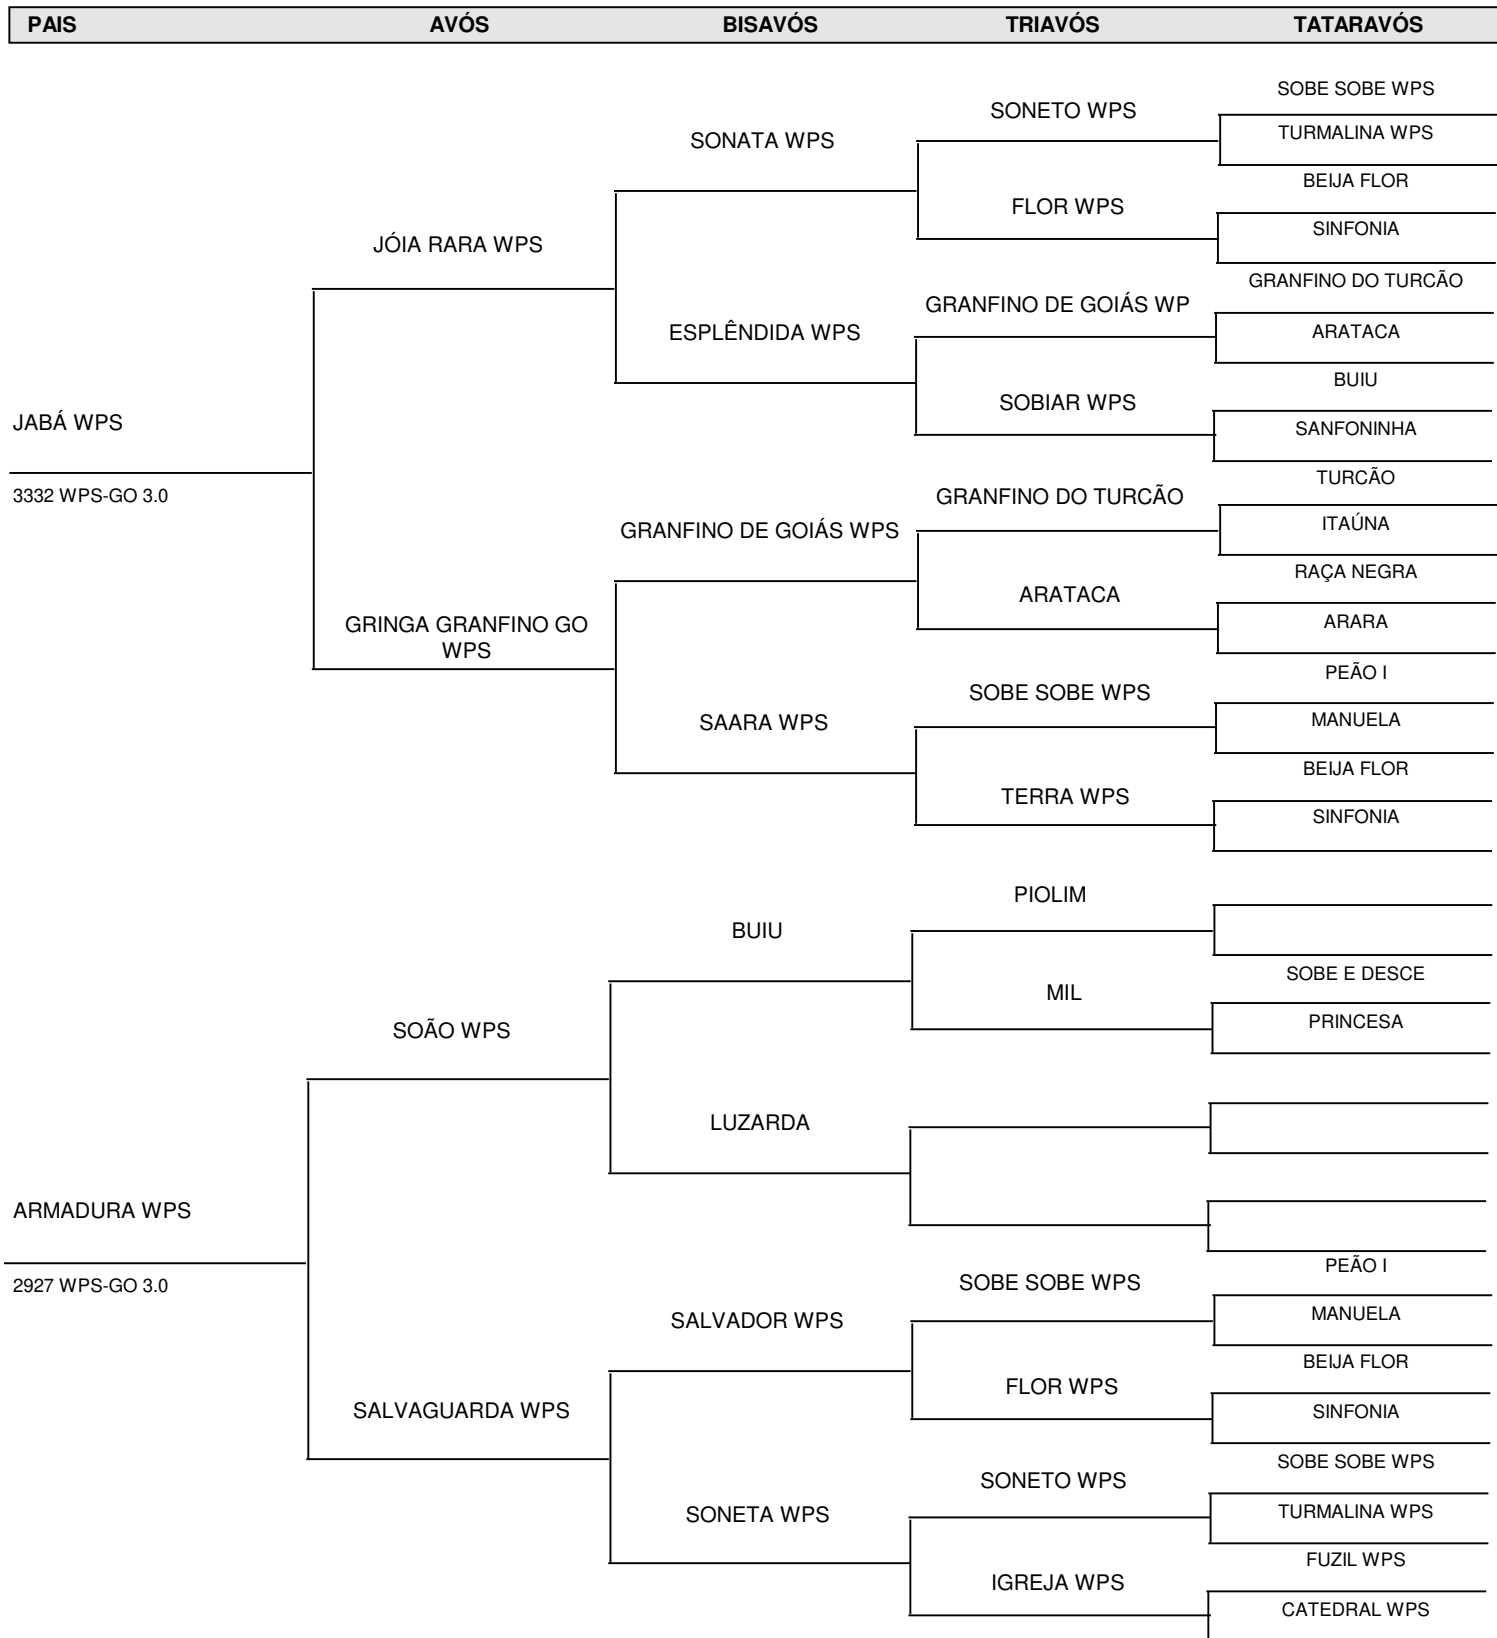 PAIS AVÓS BISAVÓS TRIAVÓS TATARAVÓS
SOBE SOBE WPS
SONETO WPS
TURMALINA WPS
SONATA WPS
BEIJA FLOR
FLOR WPS
SINFONIA
JÓIA RARA WPS
GRANFINO DO TURCÃO
GRANFINO DE GOIÁS WP
ESPLÊNDIDA WPS
ARATACA
BUIU
SOBIAR WPS
JABÁ WPS
SANFONINHA
TURCÃO
3332 WPS-GO 3.0
GRANFINO DO TURCÃO
ITAÚNA
GRANFINO DE GOIÁS WPS
RAÇA NEGRA
ARATACA
ARARA
GRINGA GRANFINO GO
WPS
PEÃO I
SOBE SOBE WPS
MANUELA
SAARA WPS
BEIJA FLOR
TERRA WPS
SINFONIA
PIOLIM
BUIU
SOBE E DESCE
MIL
PRINCESA
SOÃO WPS
LUZARDA
ARMADURA WPS
PEÃO I
2927 WPS-GO 3.0
SOBE SOBE WPS
MANUELA
SALVADOR WPS
BEIJA FLOR
FLOR WPS
SALVAGUARDA WPS
SINFONIA
SOBE SOBE WPS
SONETO WPS
TURMALINA WPS
SONETA WPS
FUZIL WPS
IGREJA WPS
CATEDRAL WPS